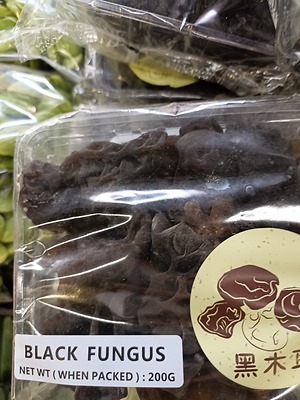 BLACK FUNGUS
NET WT ( WHEN PACKED ) : 200G
黑木